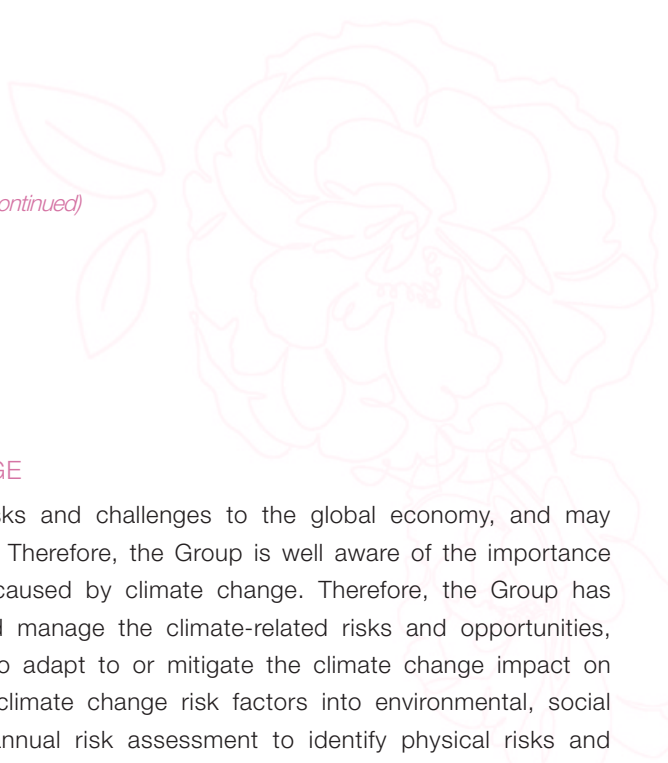 ontinued)
GE
sks and challenges to the global economy, and may
Therefore, the Group is well aware of the importance
caused by climate change. Therefore, the Group has
d manage the climate-related risks and opportunities,
o adapt to or mitigate the climate change impact on
climate change risk factors into environmental, social
annual risk assessment to identify physical risks and